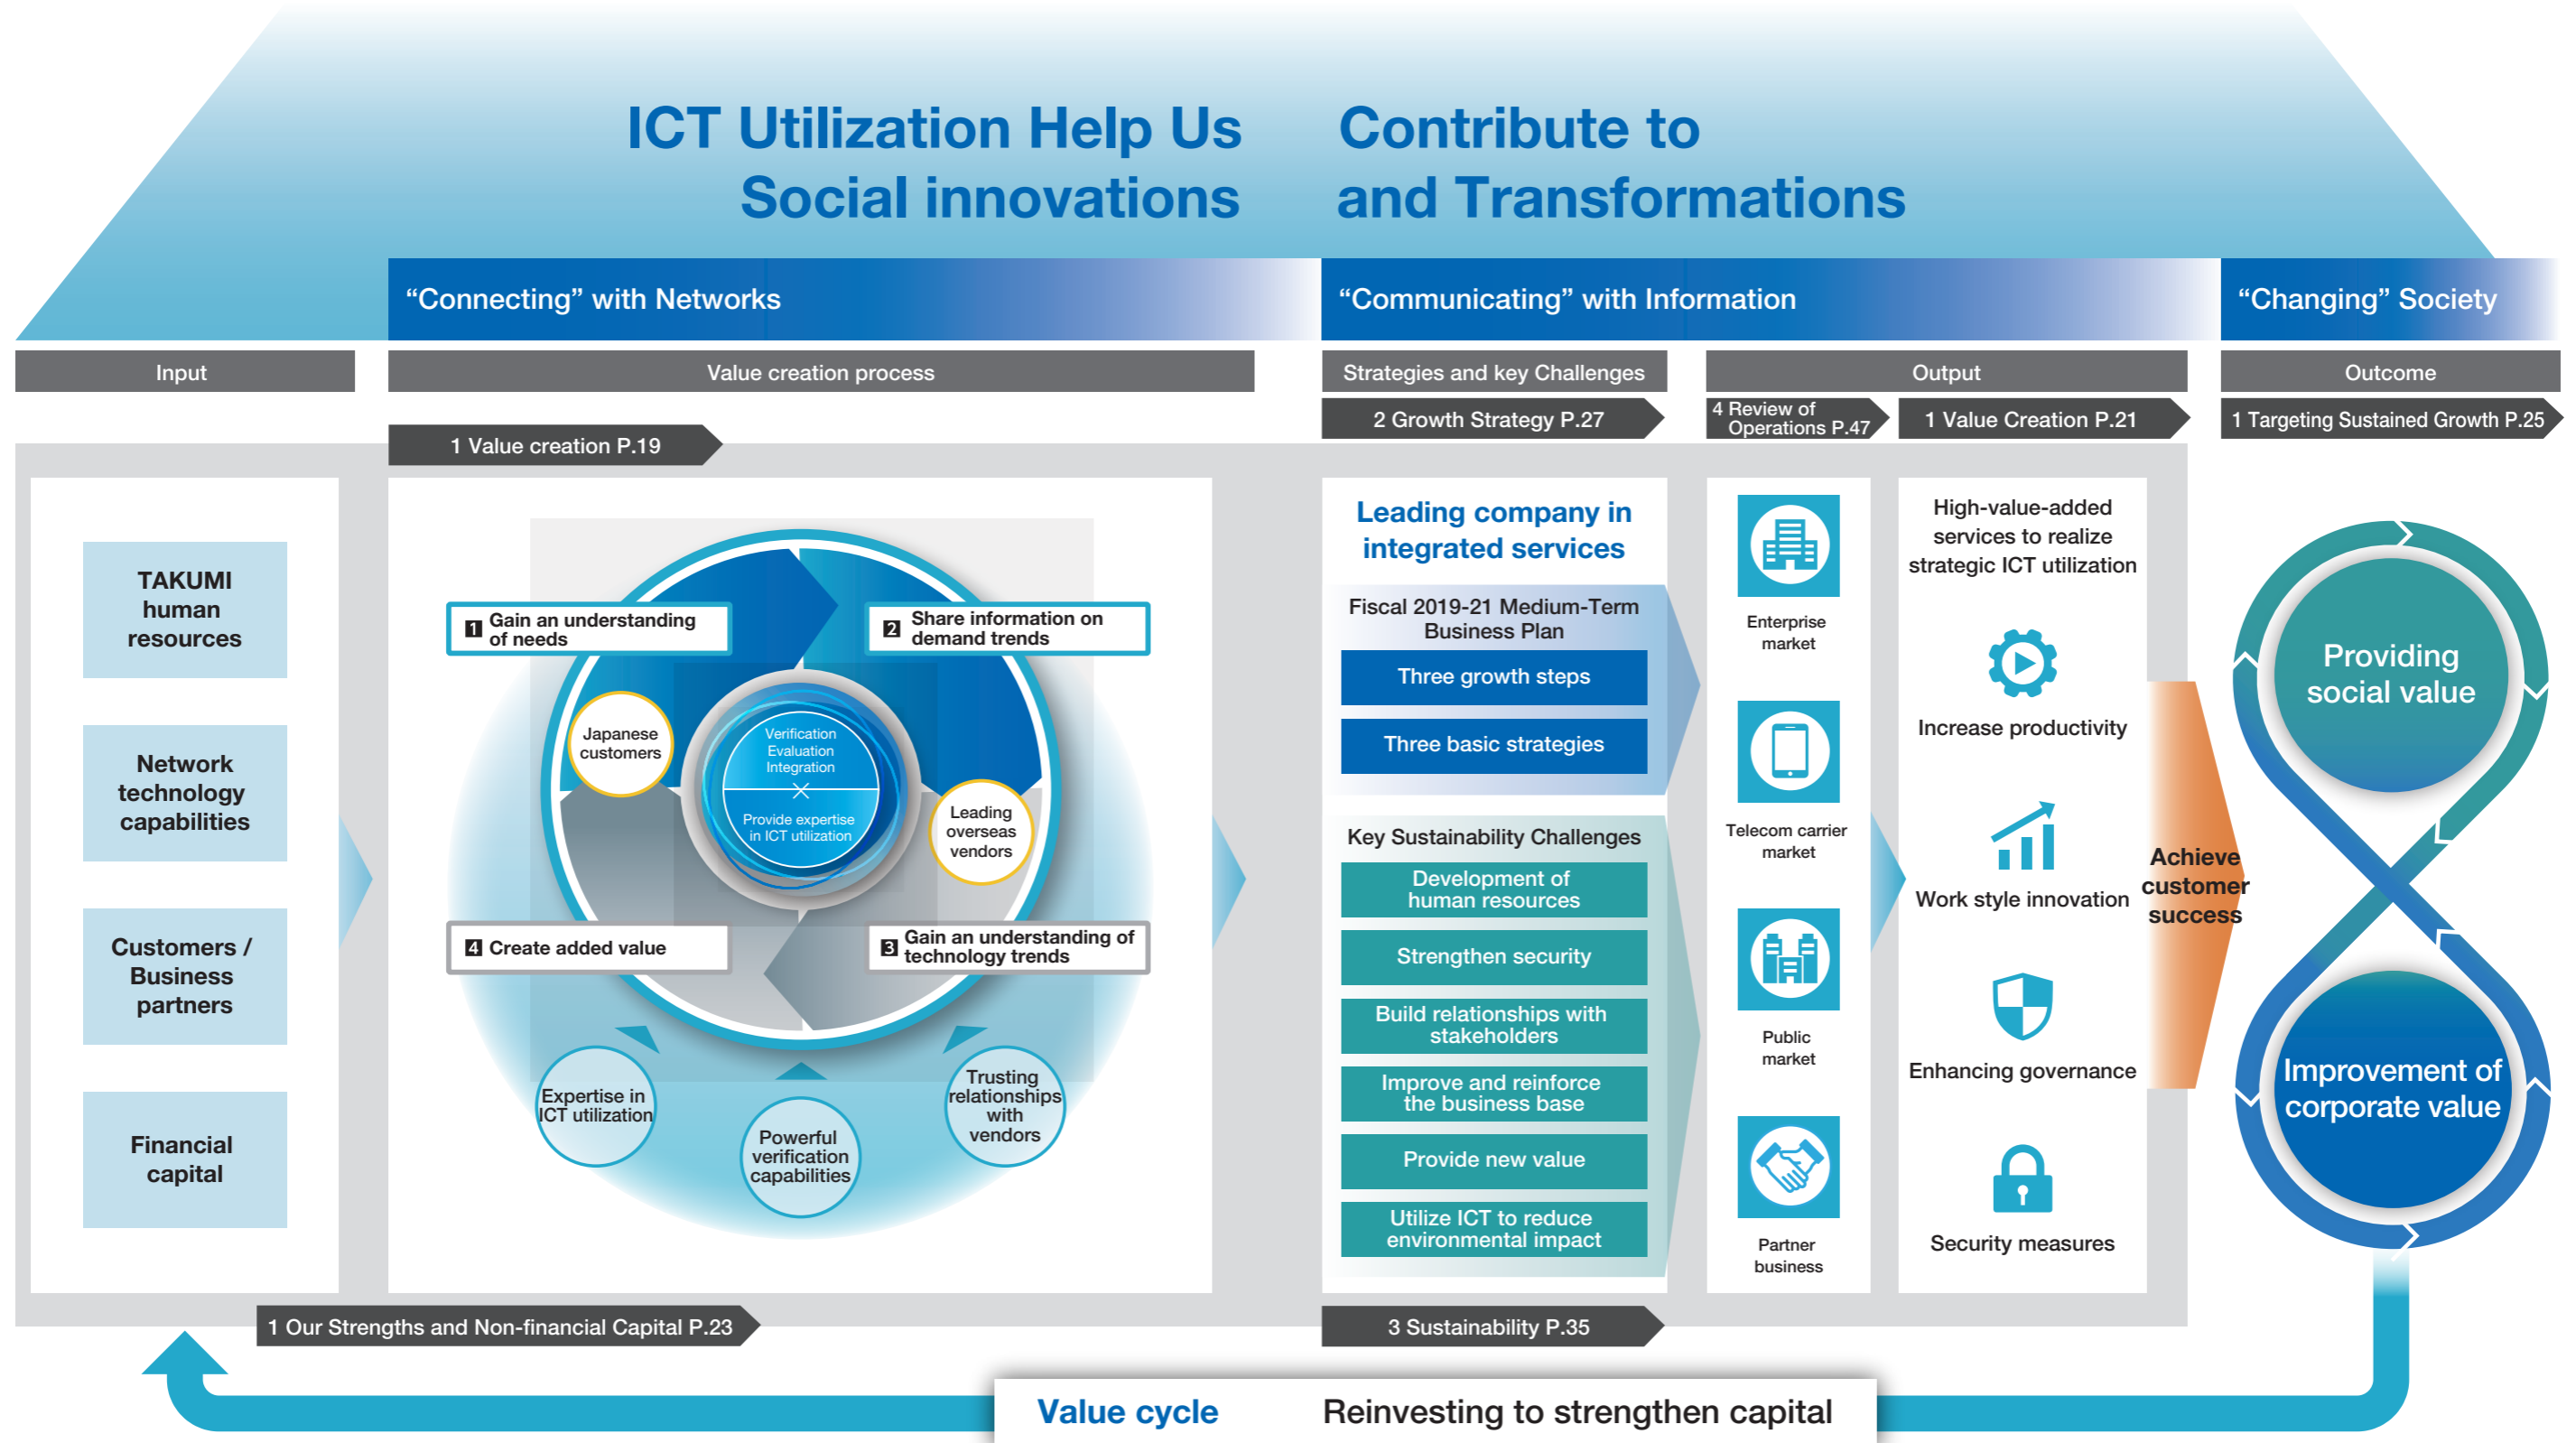 ICT Utilization Help Us Contribute to
Social innovations and Transformations
“Connecting” with Networks
“Communicating” with Information
“Changing” Society
Input
Value creation process
Strategies and key Challenges
Output
Outcome
1 Value creation P.19
2 Growth Strategy P.27
4 Review of
Operations P.47
1 Value Creation P.21
1 Targeting Sustained Growth P.25
TAKUMI
human
resources
Network
technology
capabilities
Customers /
Business
partners
Financial
capital
1 Gain an understanding
of needs
2 Share information on
demand trends
Japanese
customers
Verification
Evaluation
Integration
×
Provide expertise
in ICT utilization
Leading
overseas
vendors
4 Create added value
3 Gain an understanding of
technology trends
Expertise in
ICT utilization
Powerful
verification
capabilities
Trusting
relationships
with
vendors
Leading company in
integrated services
Fiscal 2019-21 Medium-Term
Business Plan
Three growth steps
Three basic strategies
Key Sustainability Challenges
Development of
human resources
Strengthen security
Build relationships with
stakeholders
Improve and reinforce
the business base
Provide new value
Utilize ICT to reduce
environmental impact
Enterprise
market
Telecom carrier
market
Public
market
Partner
business
High-value-added
services to realize
strategic ICT utilization
Increase productivity
Work style innovation
Enhancing governance
Security measures
Achieve
customer
success
Providing
social value
Improvement of
corporate value
1 Our Strengths and Non-financial Capital P.23
3 Sustainability P.35
Value cycle
Reinvesting to strengthen capital